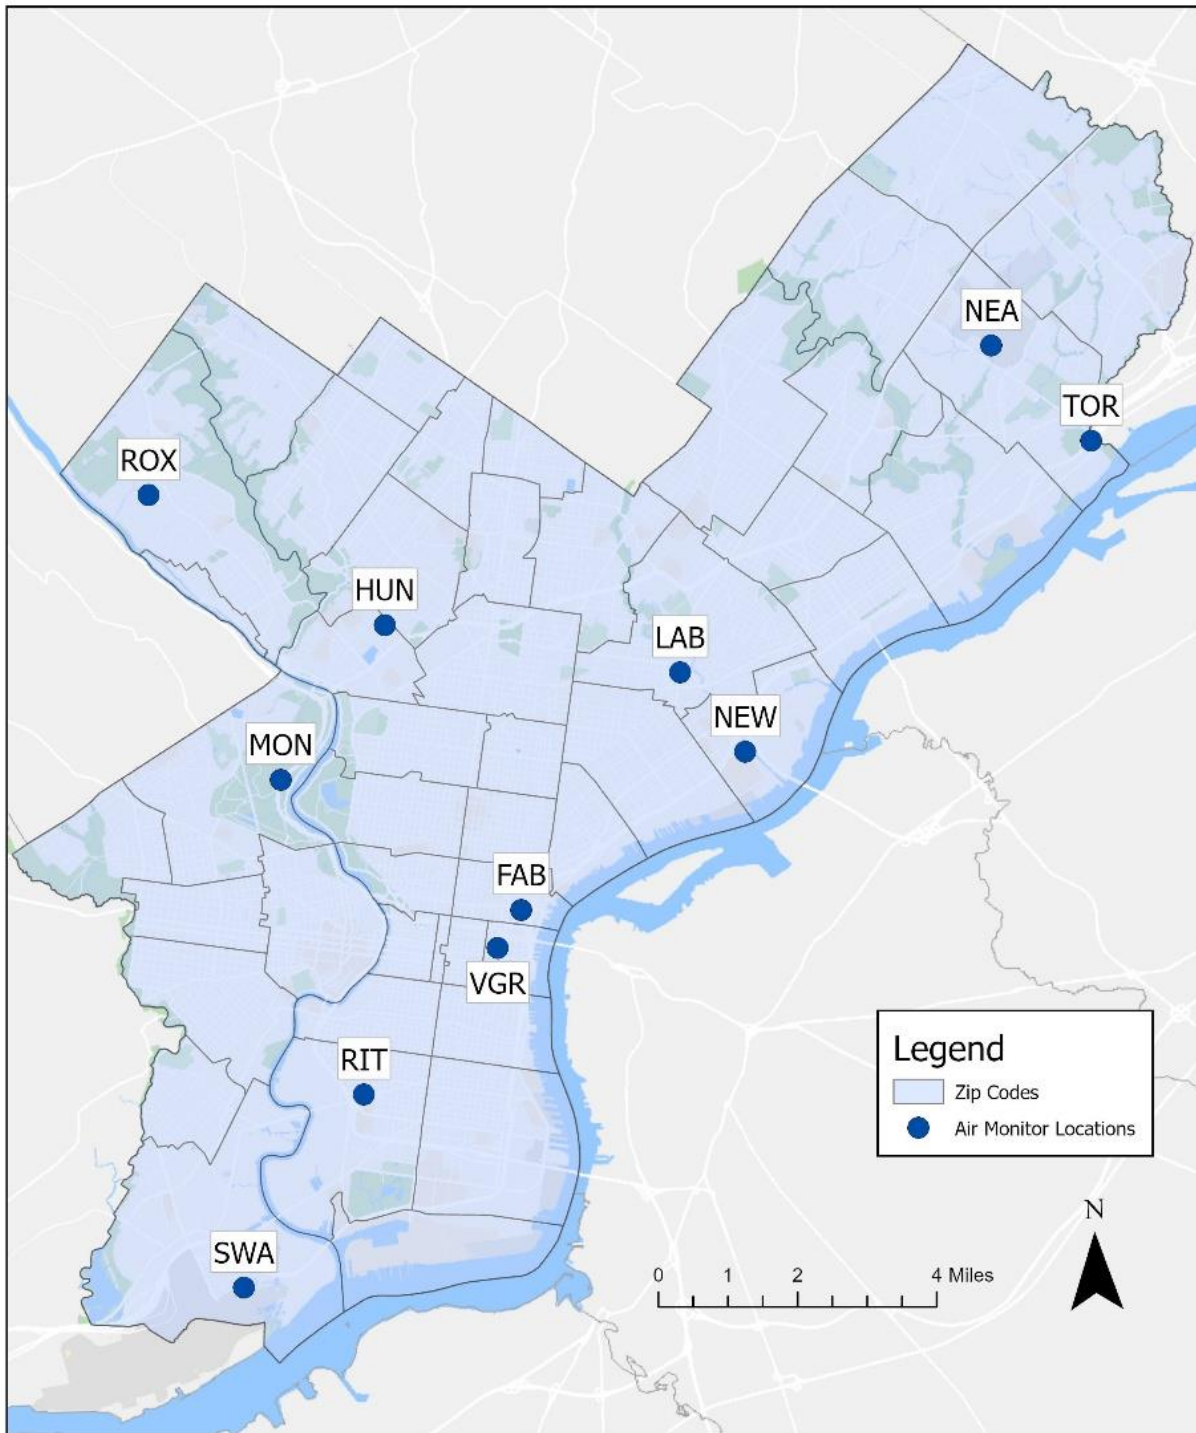 NEA
TOR
ROX
HUN
LAB
NEW
MON
FAB
VGR
RIT
SWA
Legend
Zip Codes
Air Monitor Locations
N
0 1 2 4 Miles